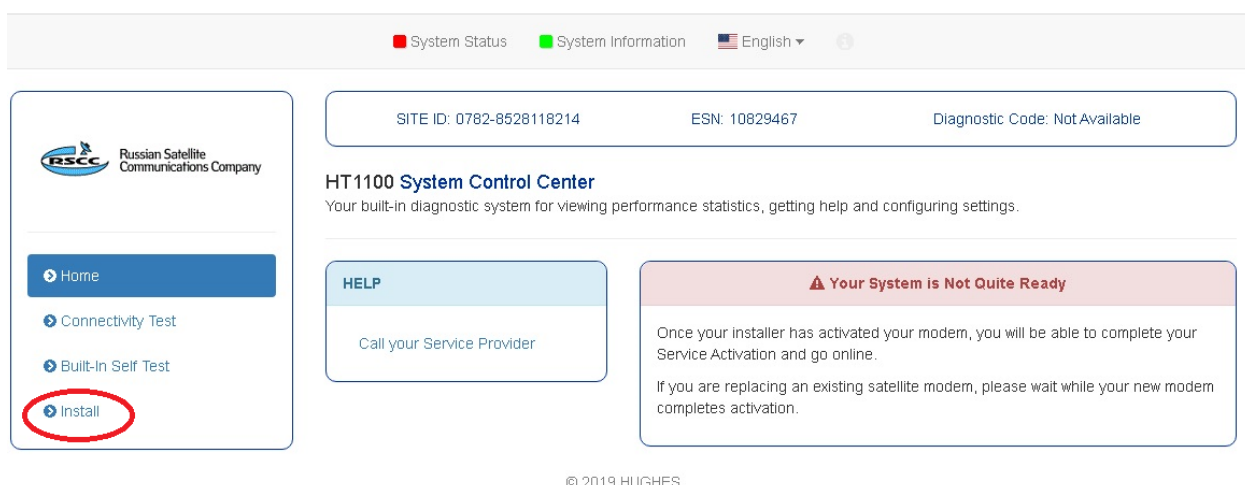 System Status System Information English
SITE ID: 0782-8528118214 ESN: 10829467 Diagnostic Code: Not Available
RSCC
Russian Satellite
Communications Company
HT1100 System Control Center
Your built-in diagnostic system for viewing performance statistics, getting help and configuring settings.
Home
Connectivity Test
Built-In Self Test
Install
HELP
Call your Service Provider
Your System is Not Quite Ready
Once your installer has activated your modem, you will be able to complete your
Service Activation and go online.
If you are replacing an existing satellite modem, please wait while your new modem
completes activation.
© 2019 HUGHES